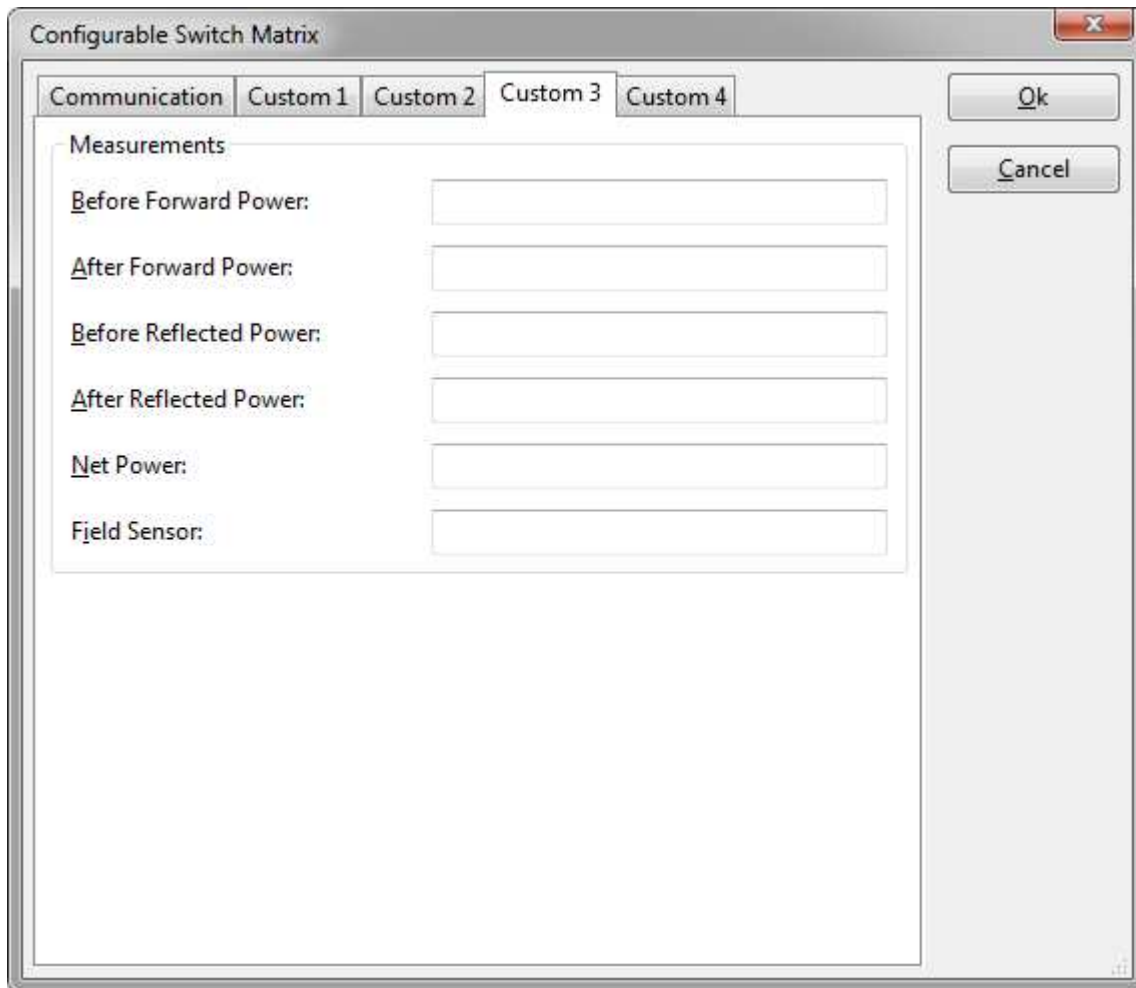 Configurable Switch Matrix
Communication Custom 1 Custom 2 Custom 3 Custom 4
Ok
Cancel
Measurements
Before Forward Power:
After Forward Power:
Before Reflected Power:
After Reflected Power:
Net Power:
Field Sensor: